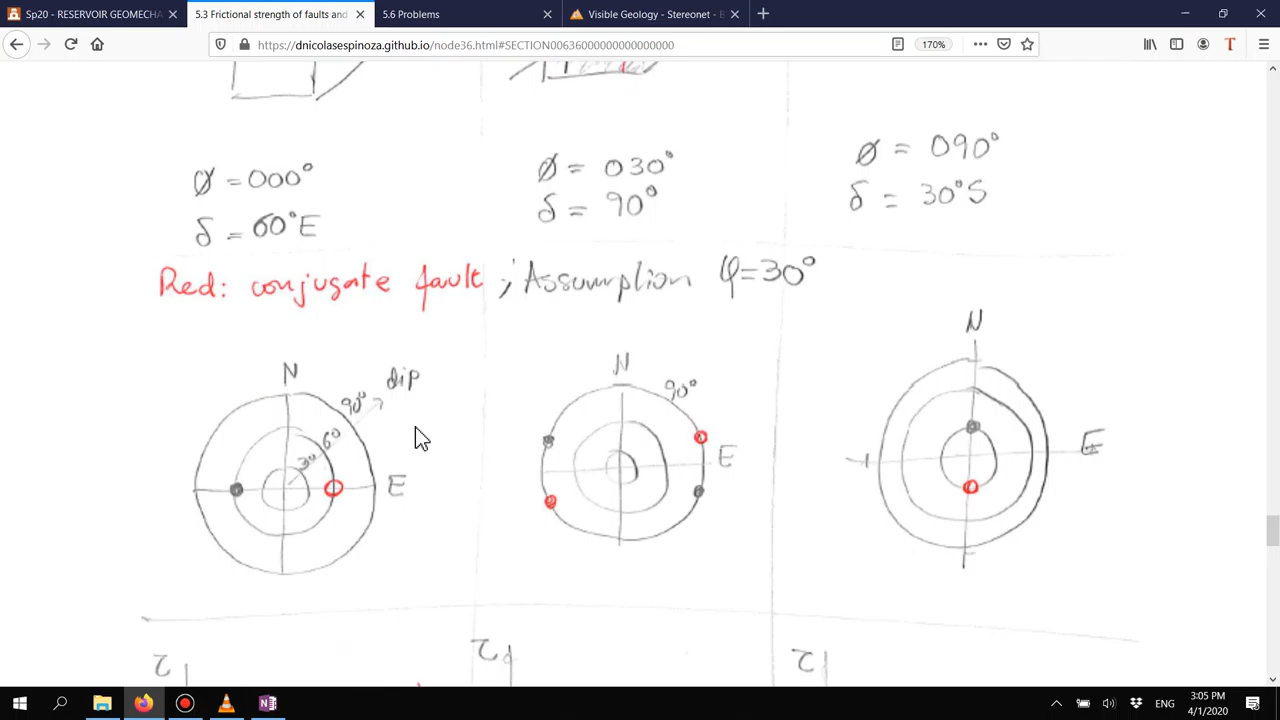 Sp20 - RESERVOIR GEOMECHA
5.3 Frictional strength of faults and
5.6 Problems
Visible Geology - Stereonet - B
https://dnicolasespinoza.github.io/node36.html#SECTION00636000000000000000
170%
ϕ = 000°
δ = 60°E
ϕ = 030°
δ = 90°
ϕ = 090°
δ = 30°S
Red: conjugate fault ; Assumption φ=30°
N
dip
90°
60
30
E
N
90°
E
N
E
τ
τ
τ
ENG
3:05 PM
4/1/2020